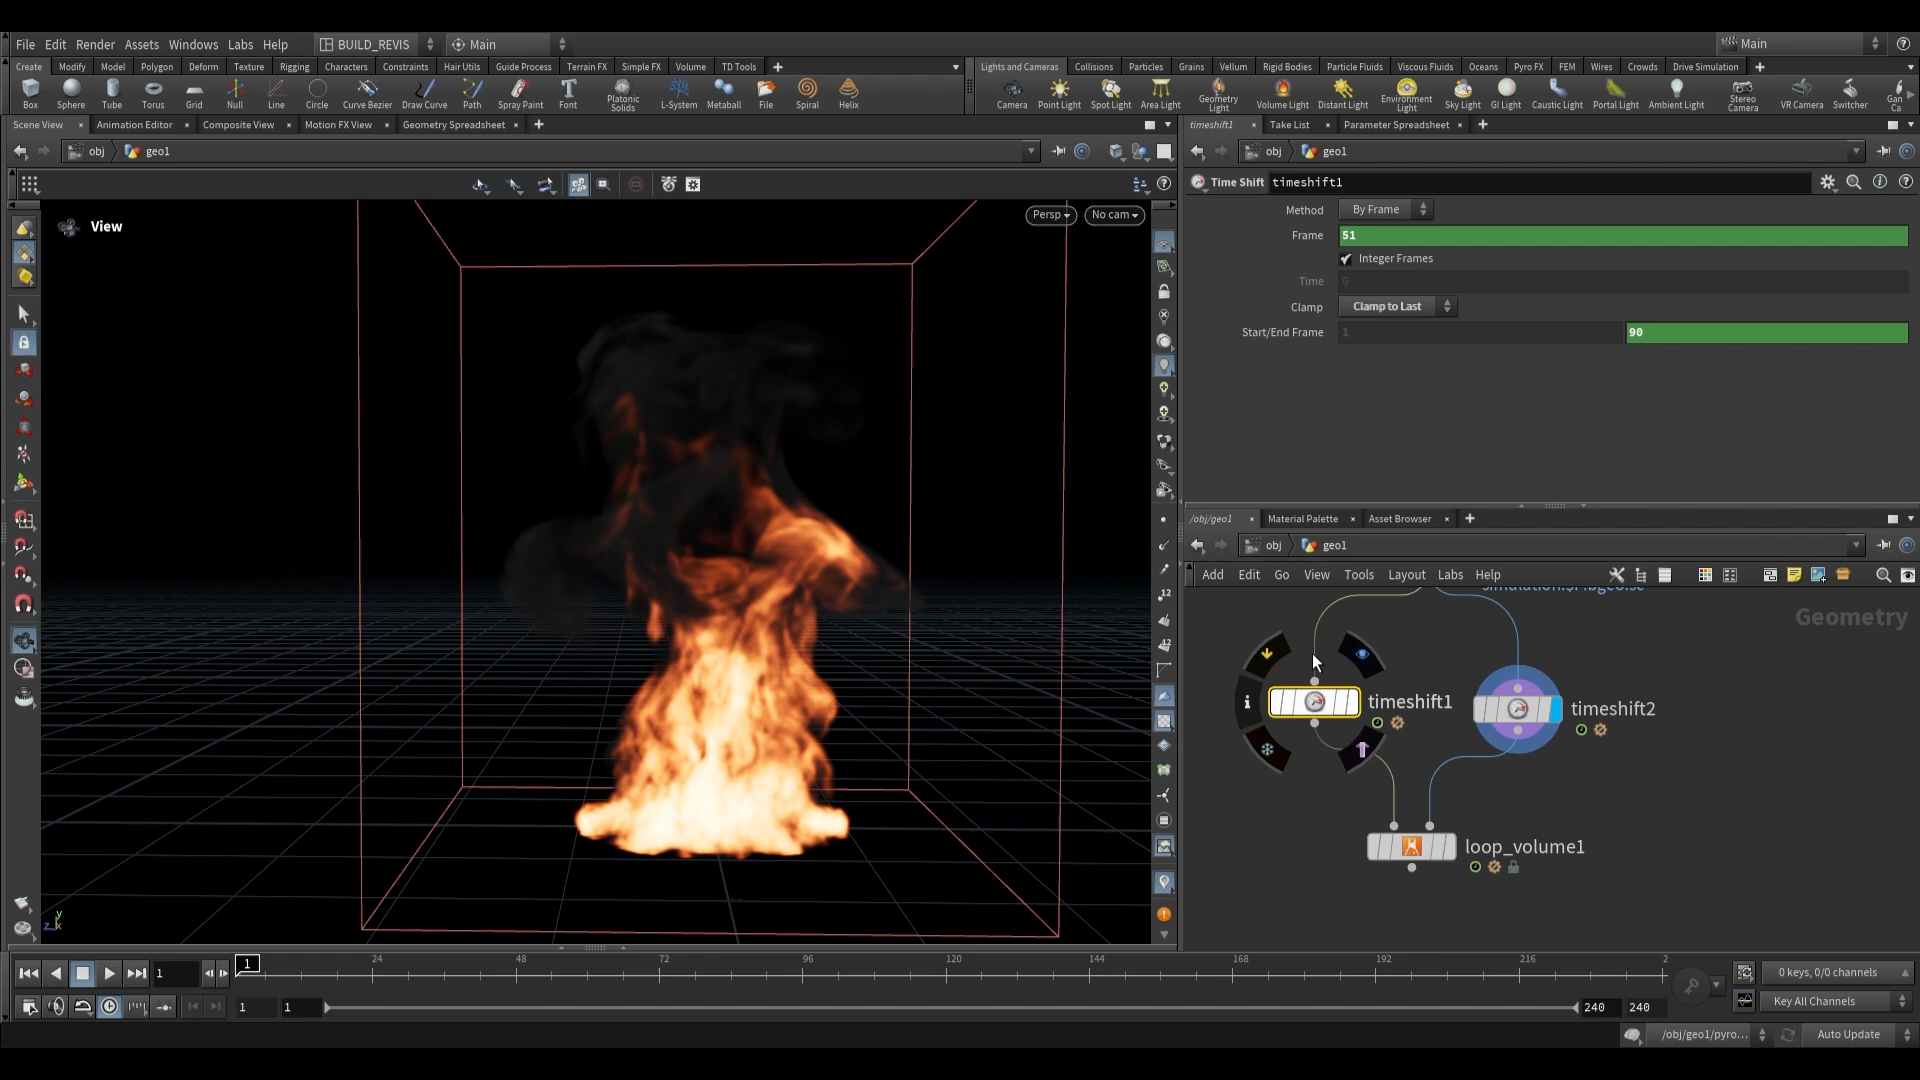 File Edit Render Assets Windows Labs Help BUILD_REVIS Main Main
Create Modify Model Polygon Deform Texture Rigging Characters Constraints Hair Utils Guide Process Terrain FX Simple FX Volume TD Tools
Lights and Cameras Collisions Particles Grains Vellum Rigid Bodies Particle Fluids Viscous Fluids Oceans Pyro FX FEM Wires Crowds Drive Simulation
Box Sphere Tube Torus Grid Null Line Circle Curve Bezier Draw Curve Path Spray Paint Font Platonic Solids L-System Metaball File Spiral Helix
Camera Point Light Spot Light Area Light Geometry Light Volume Light Distant Light Environment Light Sky Light GI Light Caustic Light Portal Light Ambient Light Stereo Camera VR Camera Switcher Gan Ca
Scene View Animation Editor Composite View Motion FX View Geometry Spreadsheet
timeshift1 Take List Parameter Spreadsheet
obj geo1
obj geo1
Time Shift timeshift1
Method By Frame
Frame 51
Integer Frames
Time 0
Clamp Clamp to Last
Start/End Frame 1 90
View
Persp No cam
/obj/geo1 Material Palette Asset Browser
obj geo1
Add Edit Go View Tools Layout Labs Help
Geometry
timeshift1
timeshift2
loop_volume1
12
12
y
z x
1 1 24 48 72 96 120 144 168 192 216 2
0 keys, 0/0 channels
1 1 240 240
Key All Channels
/obj/geo1/pyro... Auto Update